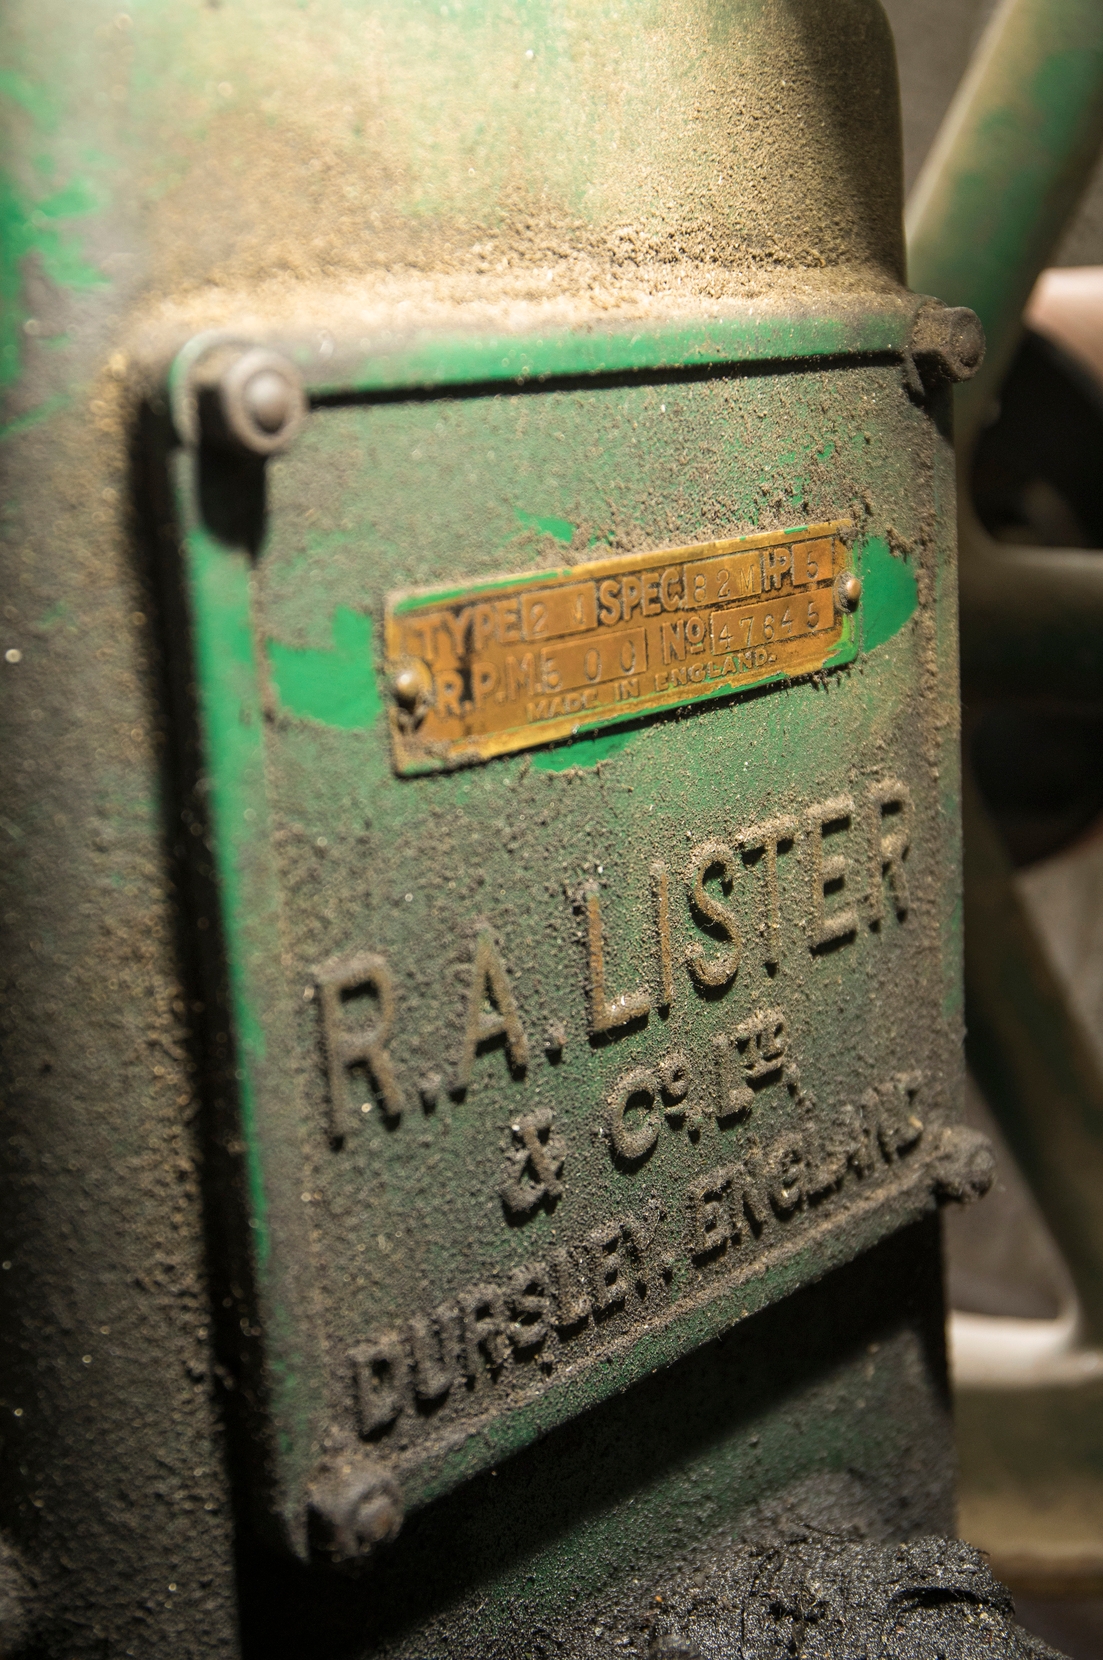 TYPE 2 N SPEC B2M HP 5
R.P.M. 500 Nº 47645
MADE IN ENGLAND.
R.A. LISTER
& Cº. LTD,
DURSLEY. ENGLAND